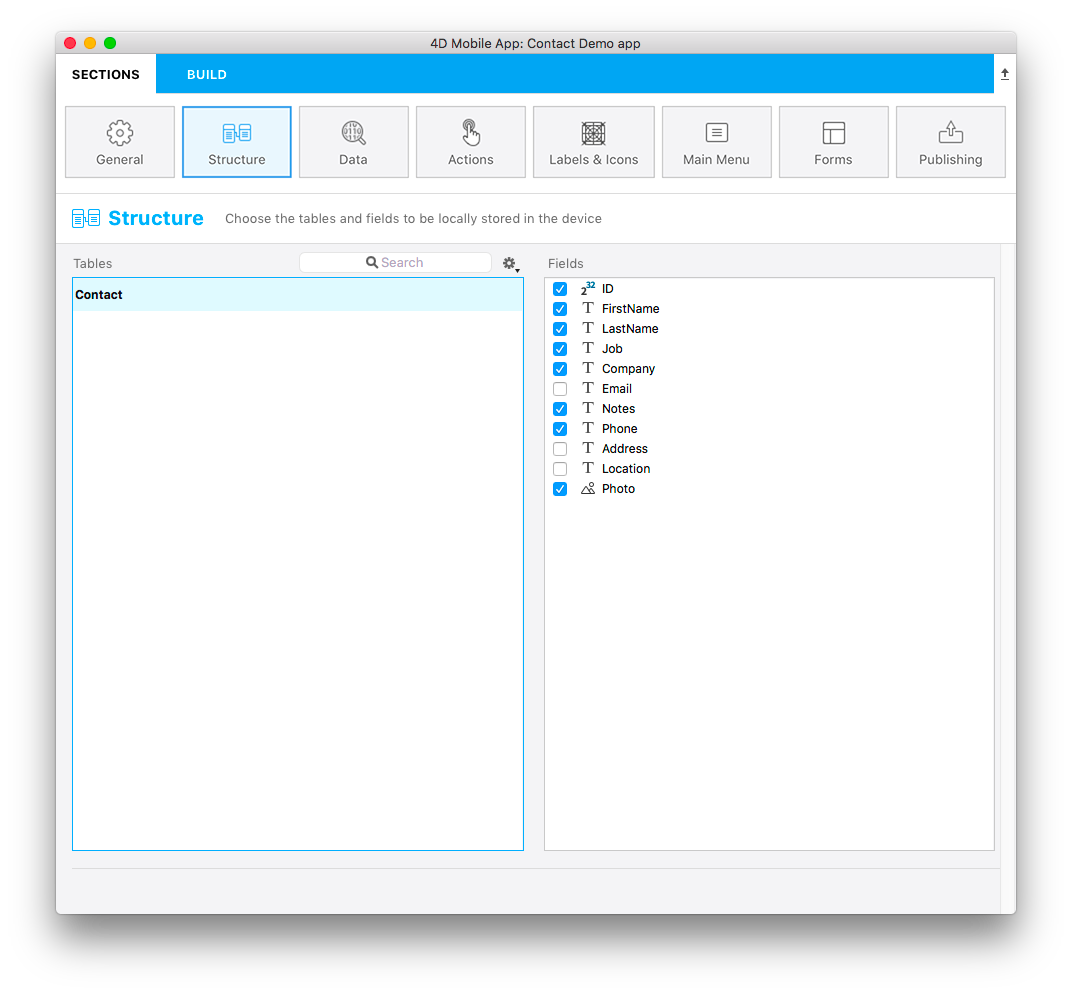 4D Mobile App: Contact Demo app
SECTIONS BUILD
General Structure Data Actions Labels & Icons Main Menu Forms Publishing
Structure Choose the tables and fields to be locally stored in the device
Tables Search Fields
Contact
2 32 ID
T FirstName
T LastName
T Job
T Company
T Email
T Notes
T Phone
T Address
T Location
Photo